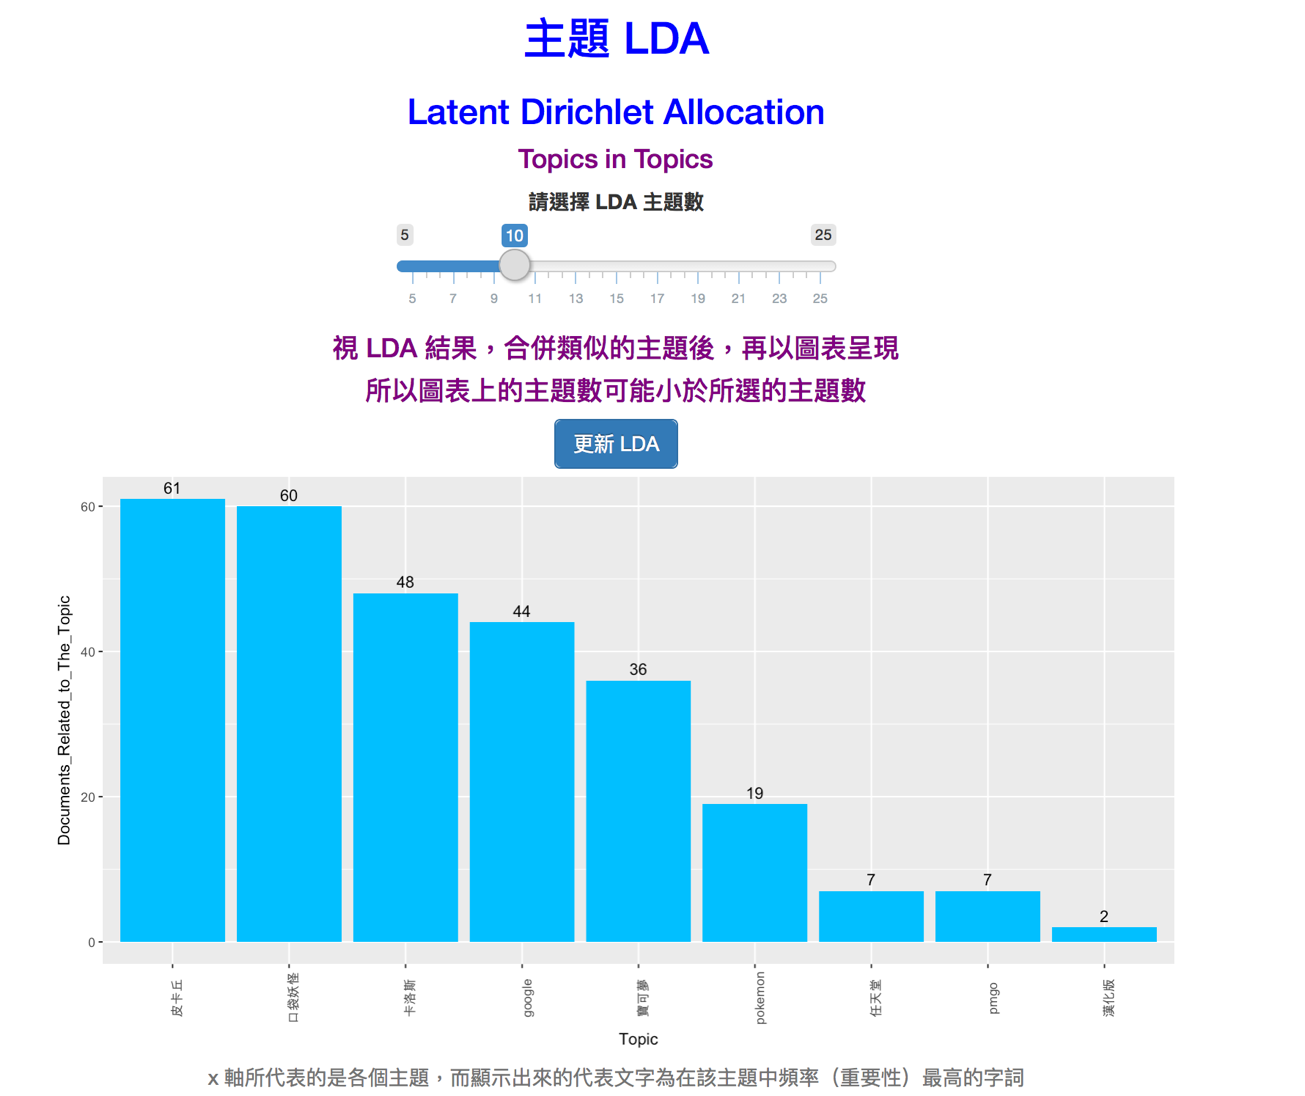 主題 LDA
Latent Dirichlet Allocation
Topics in Topics
請選擇 LDA 主題數
5 10 25
5 7 9 11 13 15 17 19 21 23 25
視 LDA 結果，合併類似的主題後，再以圖表呈現
所以圖表上的主題數可能小於所選的主題數
更新 LDA
61 60 48 44 36 19 7 7 2
60
40
20
0
Documents_Related_to_The_Topic
皮卡丘 口袋妖怪 卡洛斯 google 寶可夢 pokemon 任天堂 pmgo 漢化版
Topic
x 軸所代表的是各個主題，而顯示出來的代表文字為在該主題中頻率（重要性）最高的字詞